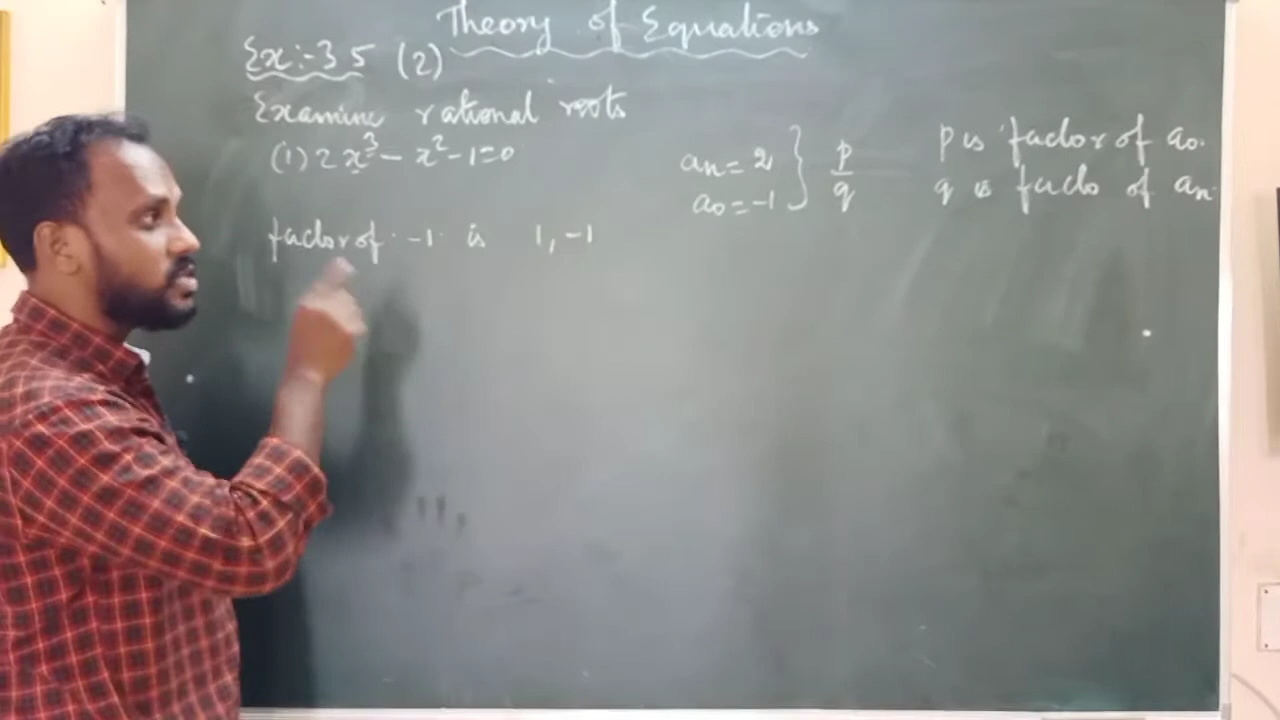 Theory of Equations
Ex:- 3.5 (2)
Examine rational roots
(1) 2x³ - x² - 1 = 0
aₙ = 2
a₀ = -1
} p/q
p is factor of a₀.
q is facto of aₙ.
factor of -1 is 1, -1